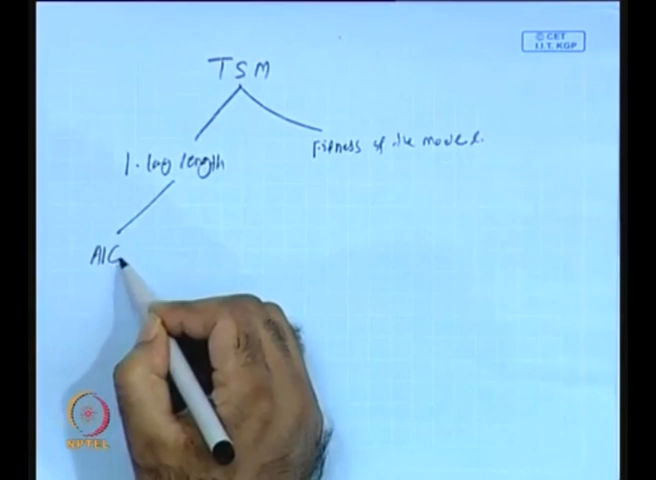 © CET
I.I.T. KGP
TSM
1. lag length
Fitness of the model.
AIC
NPTEL